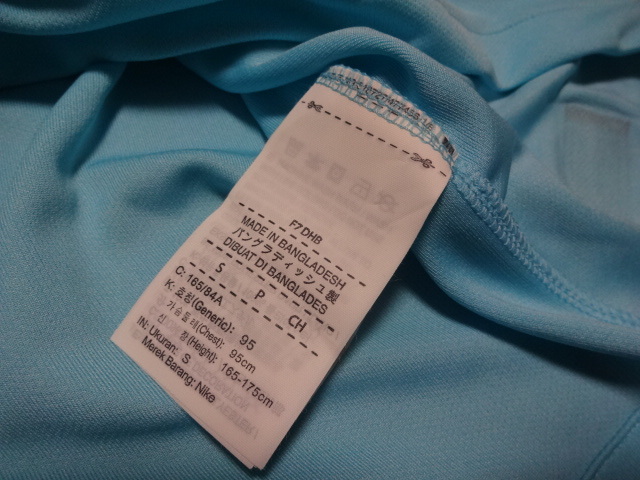 F7DHB
MADE IN BANGLADESH
バングラディッシュ製
DIBUAT DI BANGLADES
S P CH
C: 165/84A
K: 호칭(Generic): 95
가슴둘레(Chest): 95cm
신 장(Height): 165-175cm
IN: Ukuran: S
Merek Barang: Nike